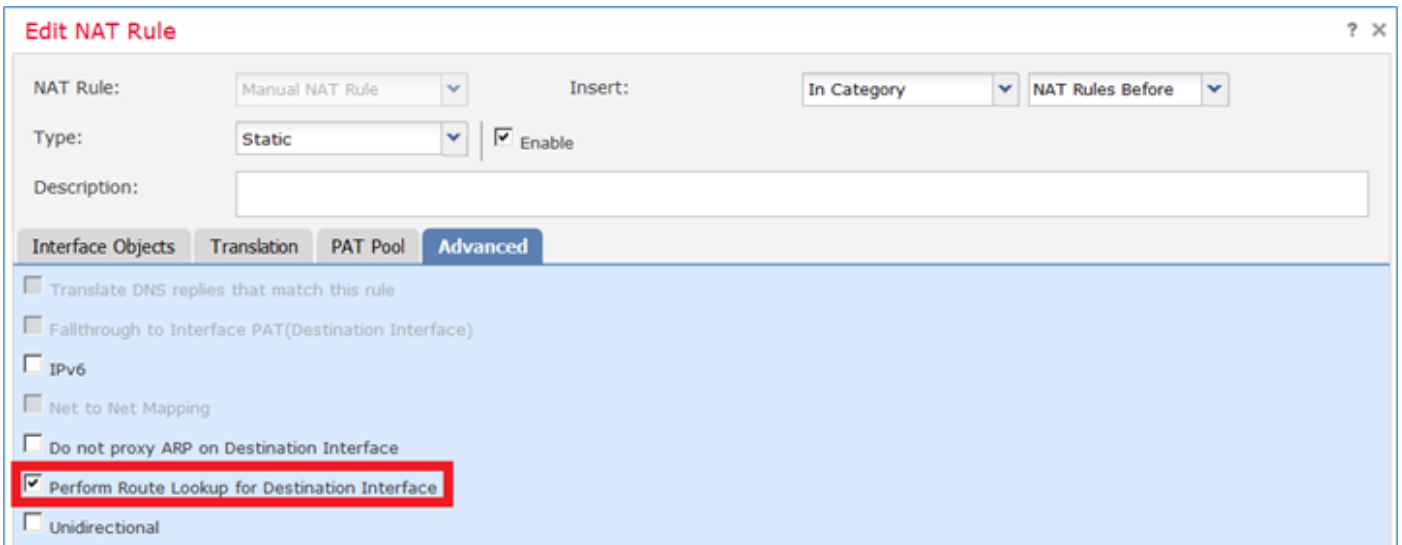 Edit NAT Rule ? ×
NAT Rule: Manual NAT Rule Insert: In Category NAT Rules Before
Type: Static Enable
Description:
Interface Objects Translation PAT Pool Advanced
Translate DNS replies that match this rule
Fallthrough to Interface PAT(Destination Interface)
IPv6
Net to Net Mapping
Do not proxy ARP on Destination Interface
Perform Route Lookup for Destination Interface
Unidirectional